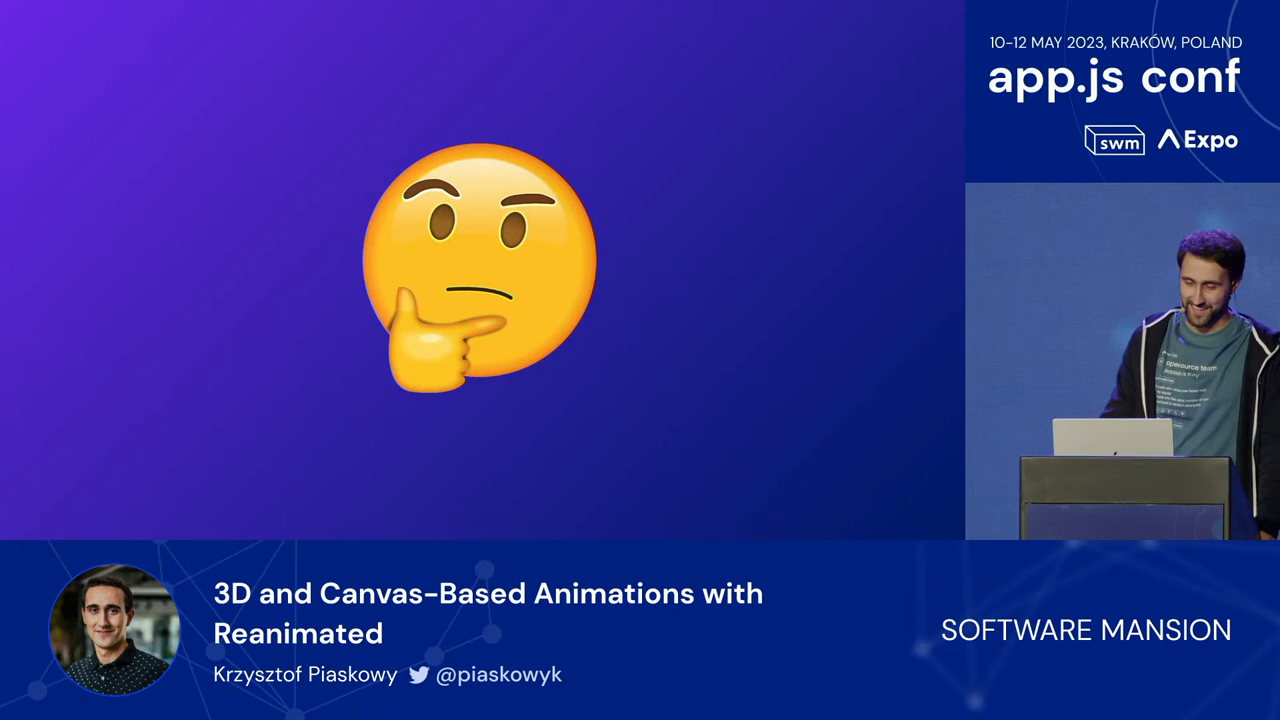 10-12 MAY 2023, KRAKÓW, POLAND
app.js conf
swm
Expo
3D and Canvas-Based Animations with
Reanimated
Krzysztof Piaskowy @piaskowyk
SOFTWARE MANSION